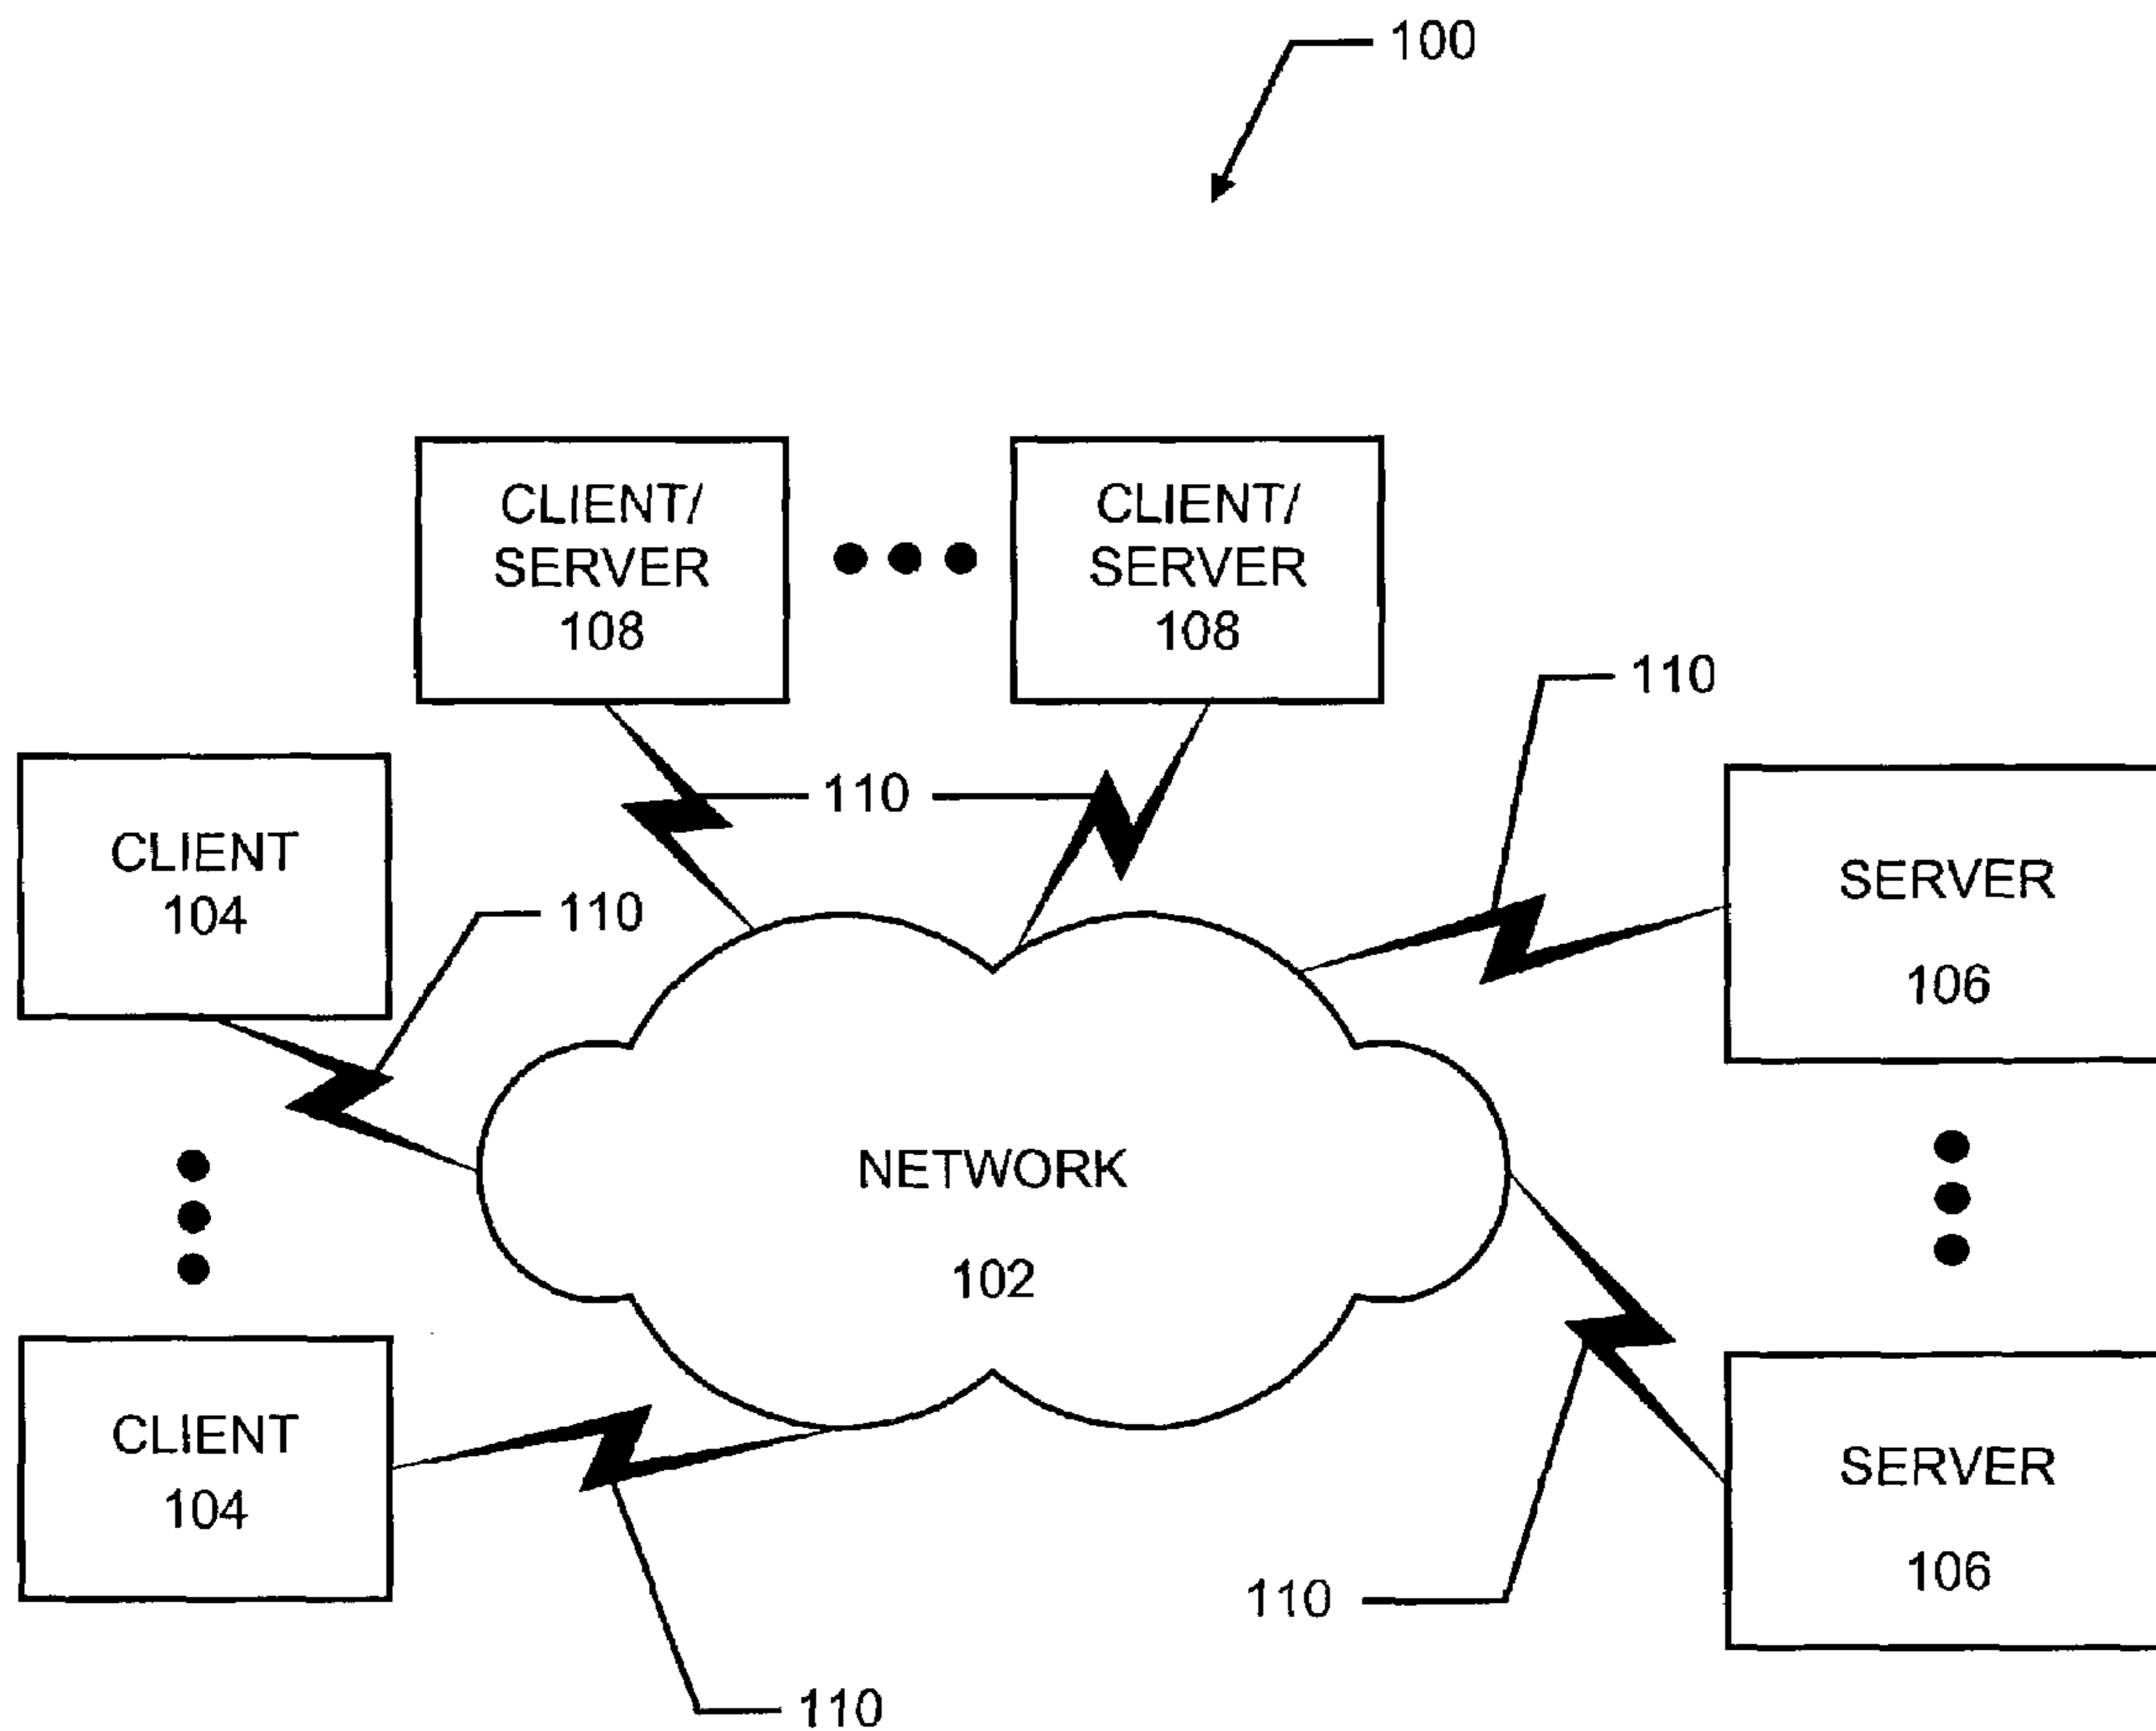 100
CLIENT/
SERVER
108
CLIENT/
SERVER
108
110
110
CLIENT
104
110
SERVER
106
NETWORK
102
CLIENT
104
SERVER
106
110
110